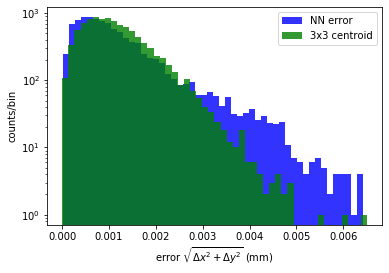 NN error
3x3 centroid
counts/bin
10³
10²
10¹
10⁰
0.000 0.001 0.002 0.003 0.004 0.005 0.006
error √Δx² + Δy² (mm)